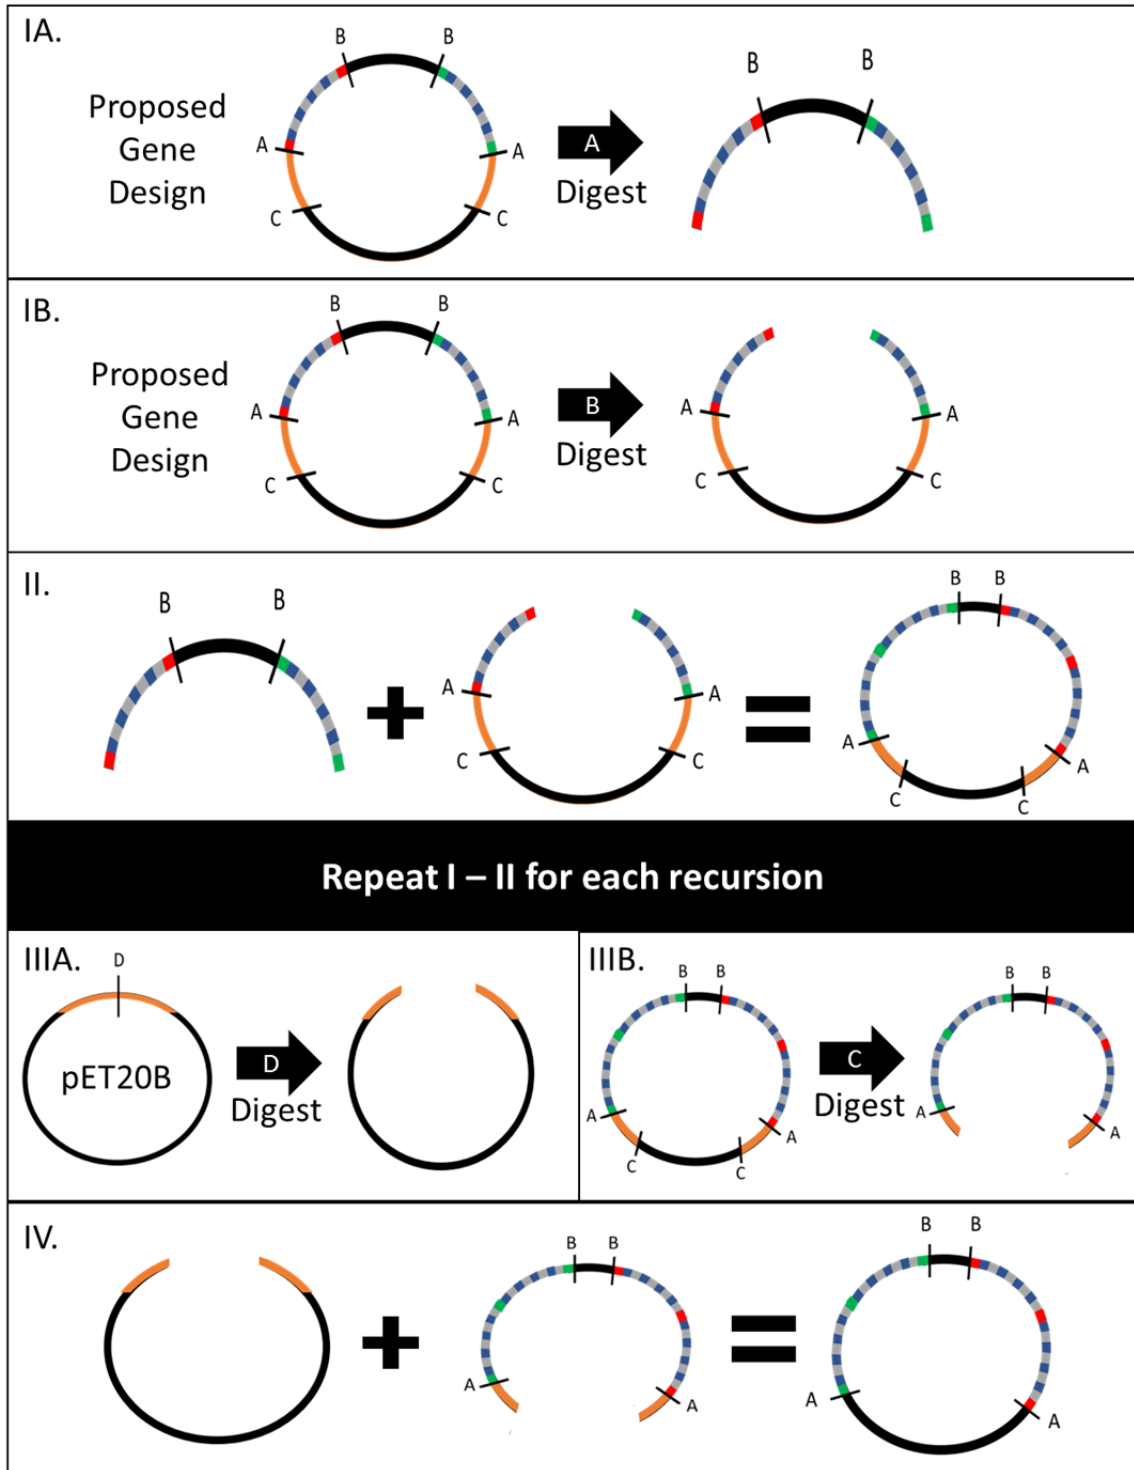 IA.
B B
Proposed
Gene
Design
A A
C C
A
Digest
B B
IB.
B B
Proposed
Gene
Design
A A
C C
B
Digest
A A
C C
II.
B B
A A
C C
B B
A A
C C
Repeat I – II for each recursion
IIIA.
D
pET20B
D
Digest
IIIB.
B B
A A
C C
C
Digest
B B
A A
IV.
B B
A A
B B
A A